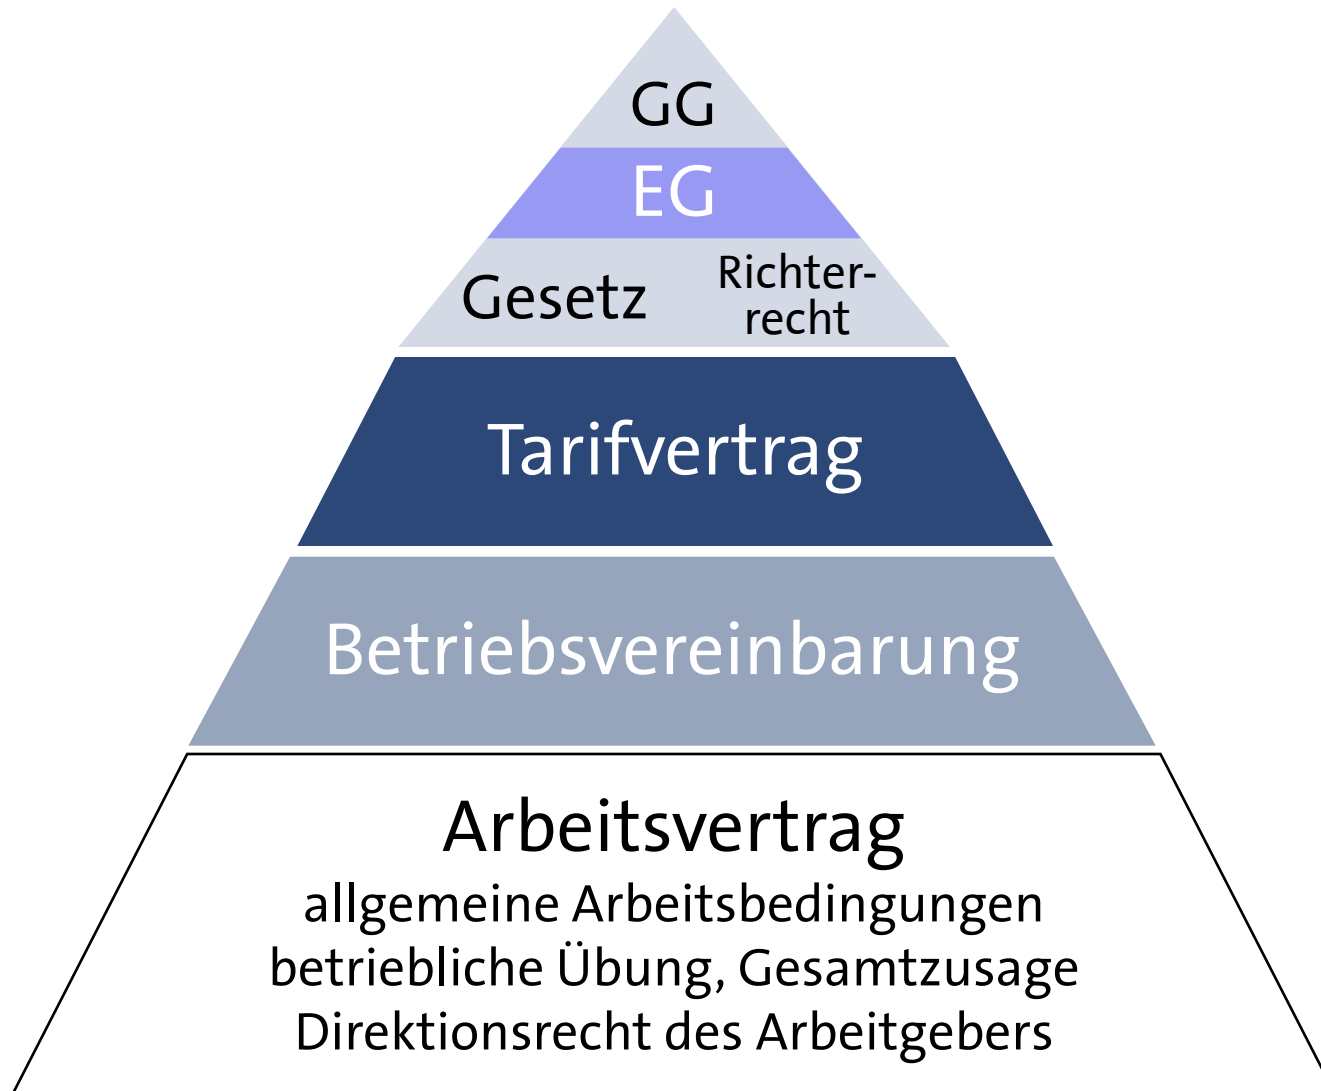 GG
EG
Gesetz
Richter-
recht
Tarifvertrag
Betriebsvereinbarung
Arbeitsvertrag
allgemeine Arbeitsbedingungen
betriebliche Übung, Gesamtzusage
Direktionsrecht des Arbeitgebers